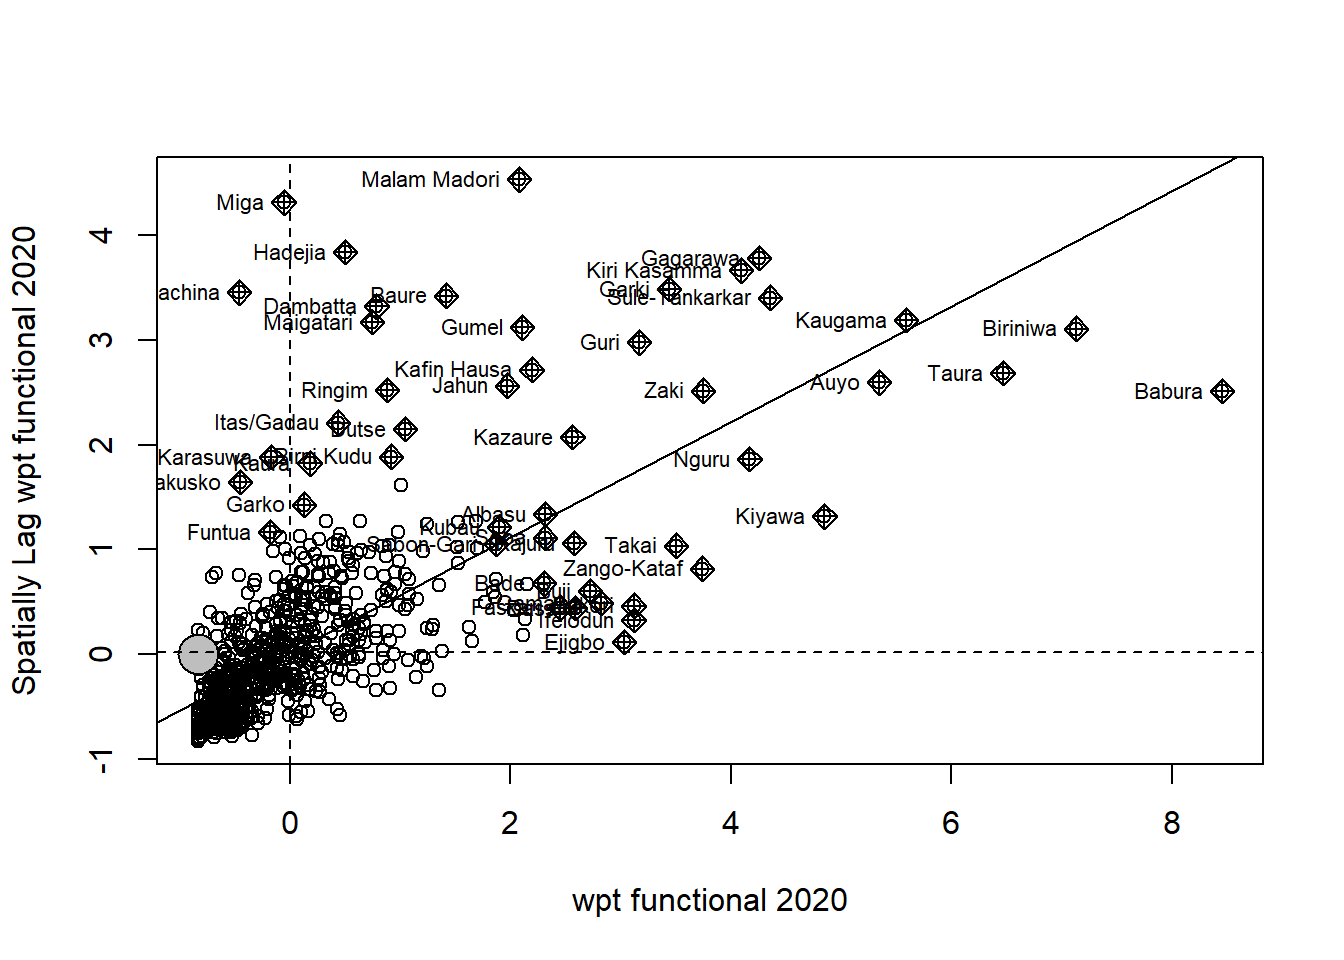 Malam Madori
Miga
Hadejia
Gagarawa
Kiri Kasamma
Garki
achina
Baure
Sule-Tankarkar
Dambatta
Maigatari
Kaugama
Gumel
Biriniwa
Guri
Kafin Hausa
Taura
Jahun
Auyo
Ringim
Zaki
Babura
Itas/Gadau
Dutse
Kazaure
Karasuwa
Birni Kudu
Kaura
Nguru
akusko
Garko
Albasu
Kiyawa
Kubau
Funtua
Sabon-Gari
Kajuru
Takai
Zango-Kataf
Bade
Ifelodun
Ejigbo
Spatially Lag wpt functional 2020
-1
0
1
2
3
4
0
2
4
6
8
wpt functional 2020